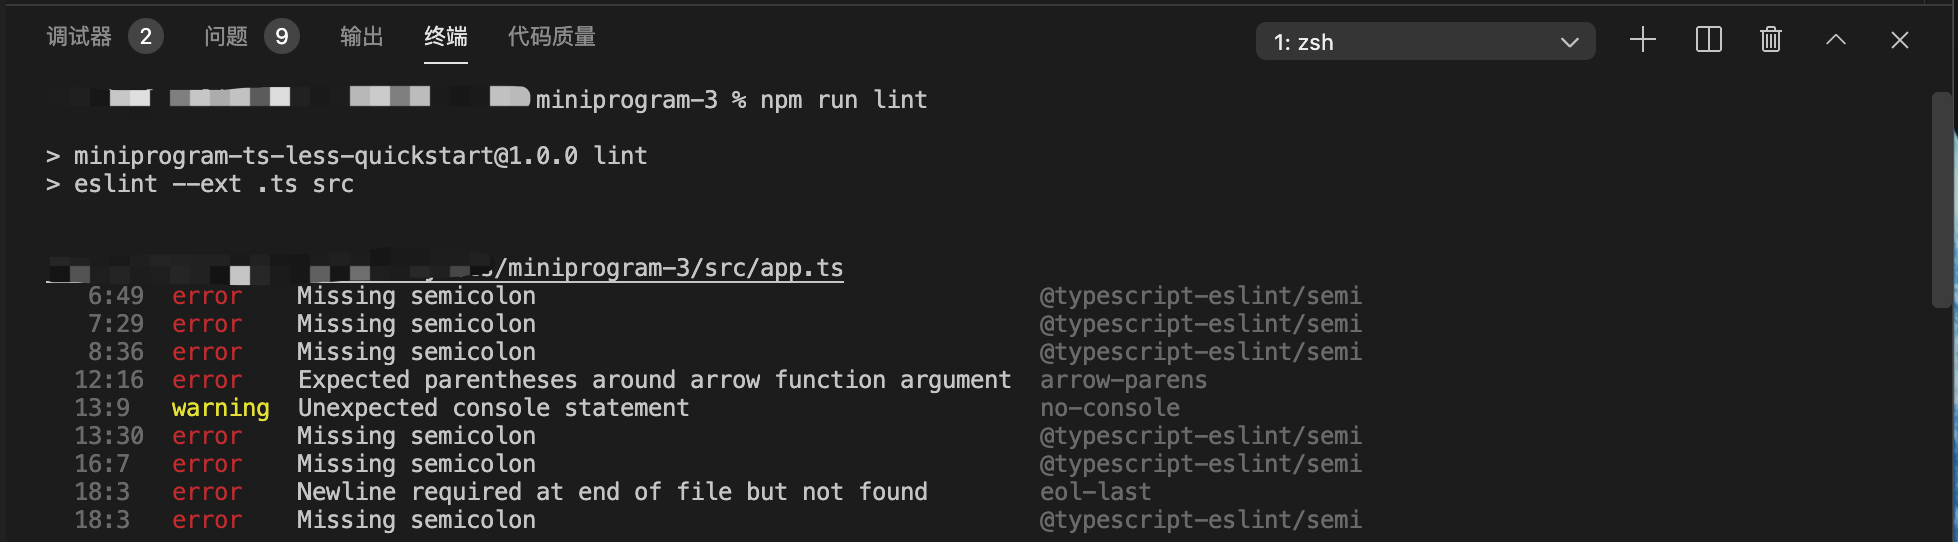 调试器 2 问题 9 输出 终端 代码质量 1: zsh
miniprogram-3 % npm run lint
> miniprogram-ts-less-quickstart@1.0.0 lint
> eslint --ext .ts src
/miniprogram-3/src/app.ts
6:49 error Missing semicolon @typescript-eslint/semi
7:29 error Missing semicolon @typescript-eslint/semi
8:36 error Missing semicolon @typescript-eslint/semi
12:16 error Expected parentheses around arrow function argument arrow-parens
13:9 warning Unexpected console statement no-console
13:30 error Missing semicolon @typescript-eslint/semi
16:7 error Missing semicolon @typescript-eslint/semi
18:3 error Newline required at end of file but not found eol-last
18:3 error Missing semicolon @typescript-eslint/semi